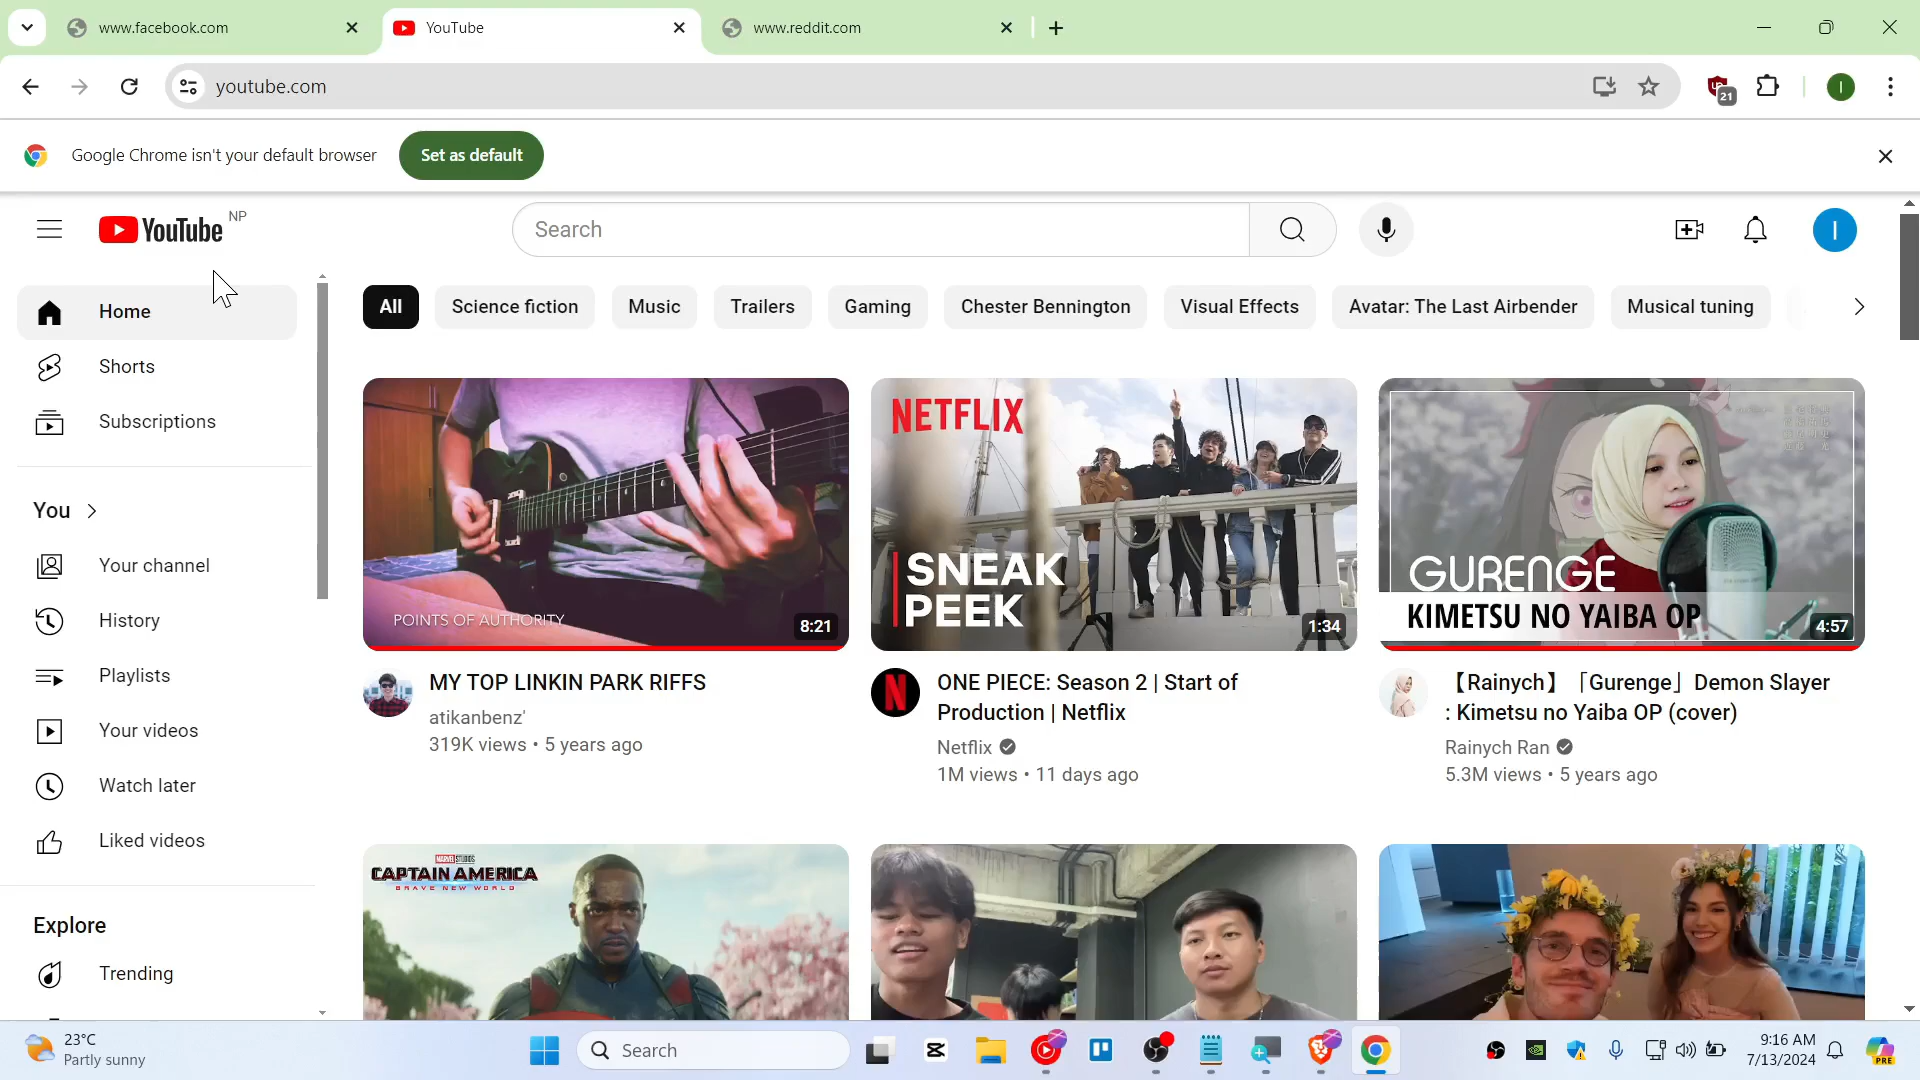 www.facebook.com
YouTube
www.reddit.com
youtube.com
21
I
Google Chrome isn't your default browser
Set as default
YouTube NP
Search
I
Home
Shorts
Subscriptions
You
Your channel
History
Playlists
Your videos
Watch later
Liked videos
Explore
Trending
All
Science fiction
Music
Trailers
Gaming
Chester Bennington
Visual Effects
Avatar: The Last Airbender
Musical tuning
POINTS OF AUTHORITY
8:21
MY TOP LINKIN PARK RIFFS
atikanbenz'
319K views • 5 years ago
NETFLIX
SNEAK
PEEK
1:34
N
ONE PIECE: Season 2 | Start of
Production | Netflix
Netflix
1M views • 11 days ago
GURENGE
KIMETSU NO YAIBA OP
4:57
【Rainych】「Gurenge」Demon Slayer
: Kimetsu no Yaiba OP (cover)
Rainych Ran
5.3M views • 5 years ago
MARVEL STUDIOS
CAPTAIN AMERICA
BRAVE NEW WORLD
23°C
Partly sunny
Search
9:16 AM
7/13/2024
PRE